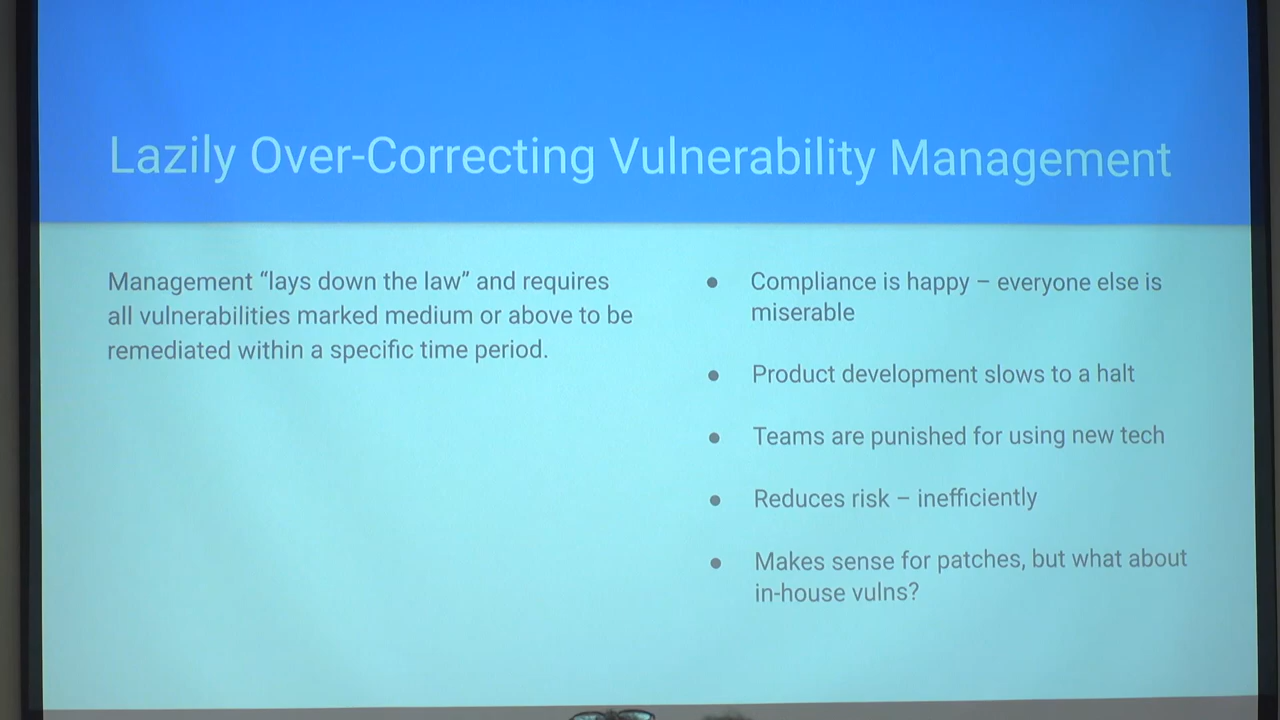 Lazily Over-Correcting Vulnerability Management
Management “lays down the law” and requires
all vulnerabilities marked medium or above to be
remediated within a specific time period.
● Compliance is happy – everyone else is
miserable
● Product development slows to a halt
● Teams are punished for using new tech
● Reduces risk – inefficiently
● Makes sense for patches, but what about
in-house vulns?